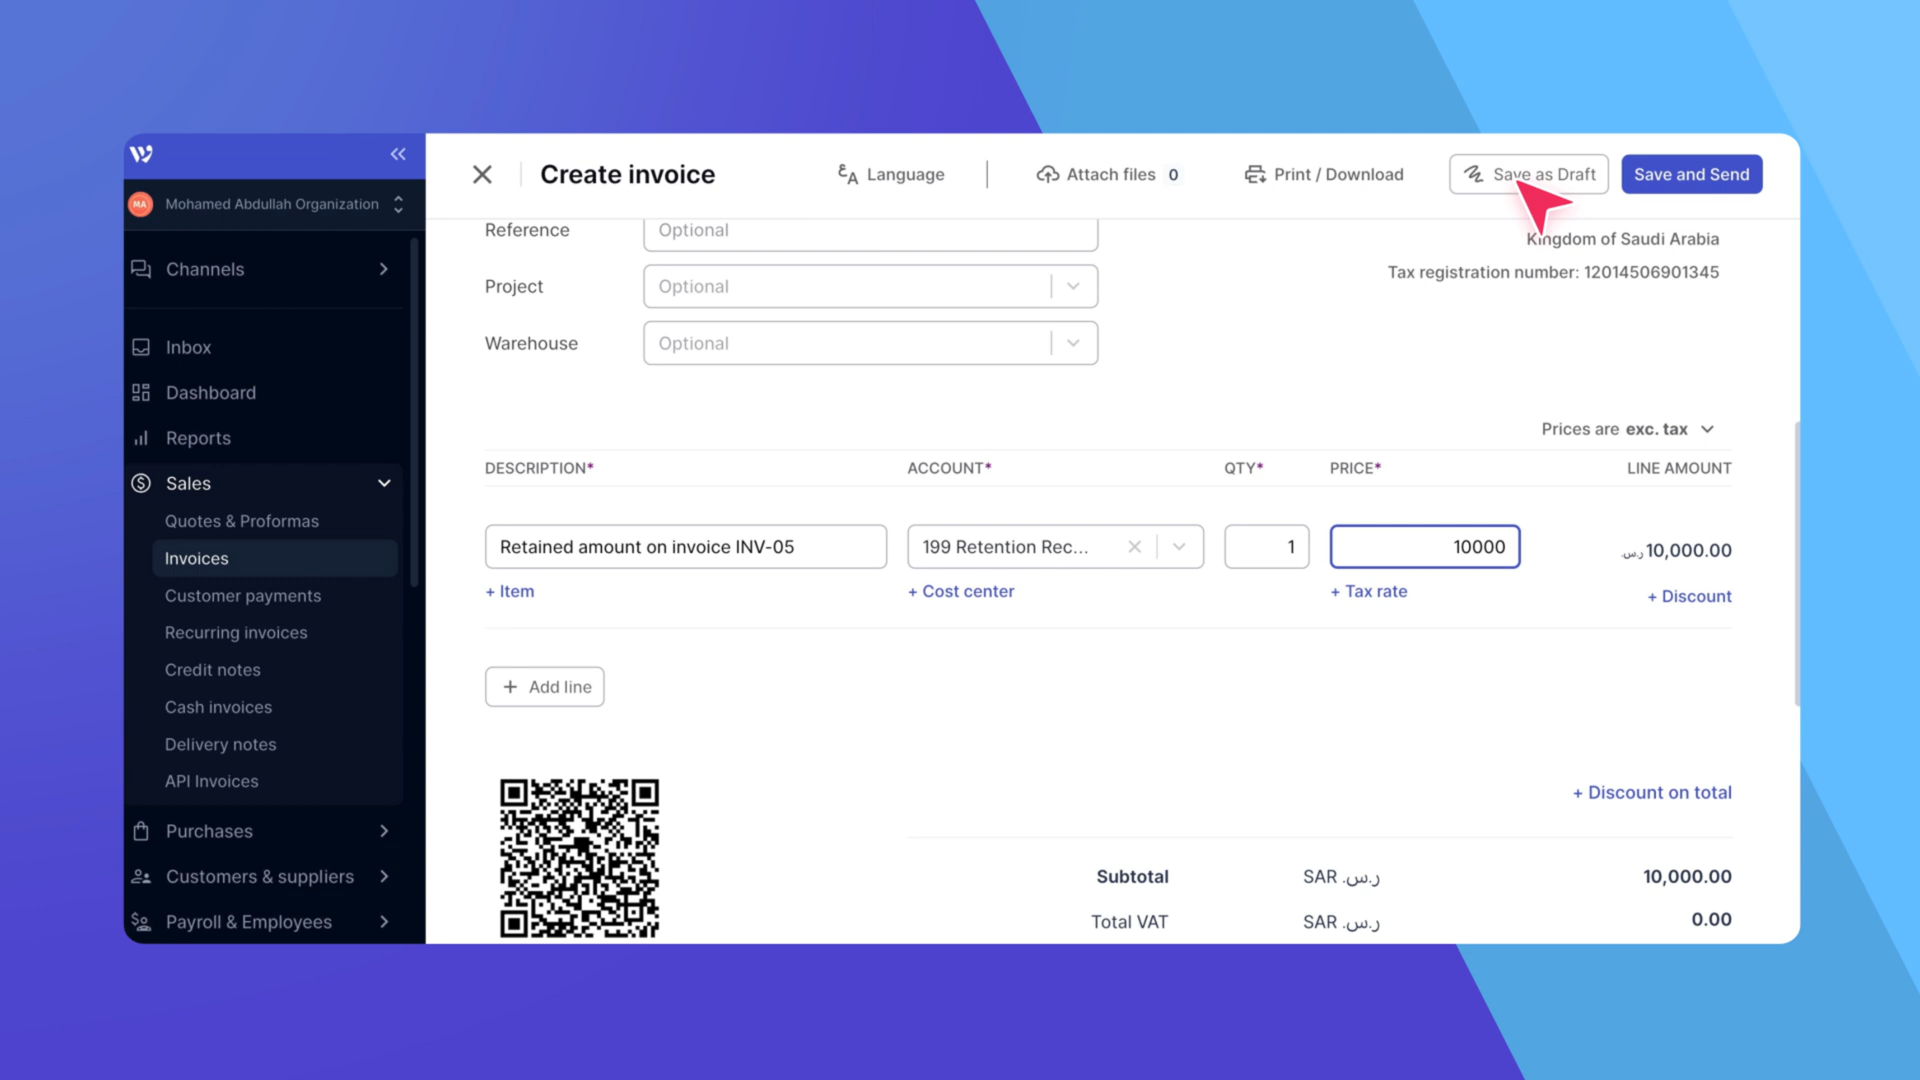 Create invoice
Language
Attach files 0
Print / Download
Save as Draft
Save and Send
MA
Mohamed Abdullah Organization
Channels
Inbox
Dashboard
Reports
Sales
Quotes & Proformas
Invoices
Customer payments
Recurring invoices
Credit notes
Cash invoices
Delivery notes
API Invoices
Purchases
Customers & suppliers
Payroll & Employees
Reference Optional
Kingdom of Saudi Arabia
Tax registration number: 12014506901345
Project Optional
Warehouse Optional
Prices are exc. tax
DESCRIPTION* ACCOUNT* QTY* PRICE* LINE AMOUNT
Retained amount on invoice INV-05 199 Retention Rec... 1 10000 ر.س. 10,000.00
+ Item + Cost center + Tax rate + Discount
+ Add line
+ Discount on total
Subtotal SAR ر.س. 10,000.00
Total VAT SAR ر.س. 0.00